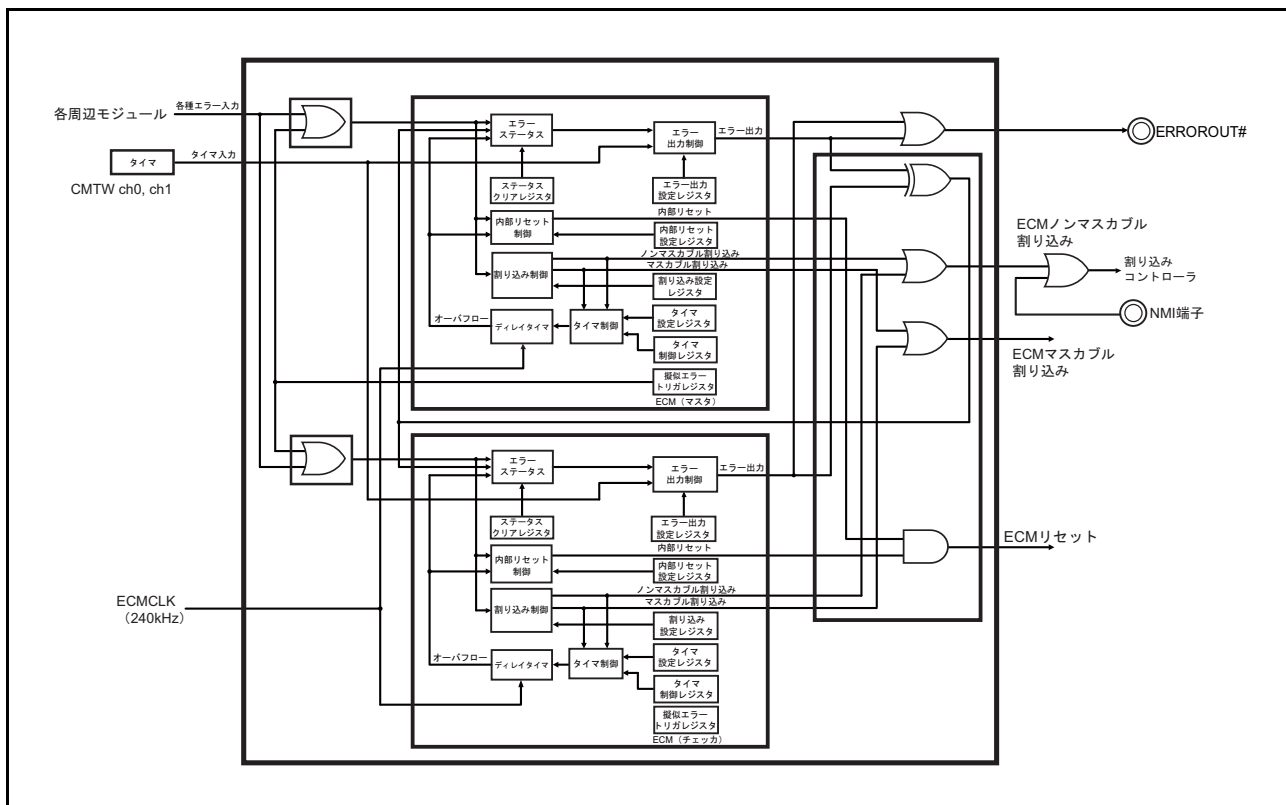 各周辺モジュール
各種エラー入力
タイマ
タイマ入力
CMTW ch0, ch1
エラー
ステータス
エラー
出力制御
エラー出力
ステータス
クリアレジスタ
エラー出力
設定レジスタ
内部リセット
内部リセット
制御
内部リセット
設定レジスタ
ノンマスカブル割り込み
マスカブル割り込み
割り込み制御
割り込み設定
レジスタ
オーバフロー
ディレイタイマ
タイマ制御
タイマ
設定レジスタ
タイマ
制御レジスタ
擬似エラー
トリガレジスタ
ECM（マスタ）
ERROROUT#
ECMノンマスカブル
割り込み
割り込み
コントローラ
NMI端子
ECMマスカブル
割り込み
エラー
ステータス
エラー
出力制御
エラー出力
ステータス
クリアレジスタ
エラー出力
設定レジスタ
内部リセット
内部リセット
制御
内部リセット
設定レジスタ
ノンマスカブル割り込み
マスカブル割り込み
割り込み制御
割り込み
設定レジスタ
オーバフロー
ディレイタイマ
タイマ制御
タイマ
設定レジスタ
タイマ
制御レジスタ
擬似エラー
トリガレジスタ
ECM（チェッカ）
ECMリセット
ECMCLK
（240kHz）